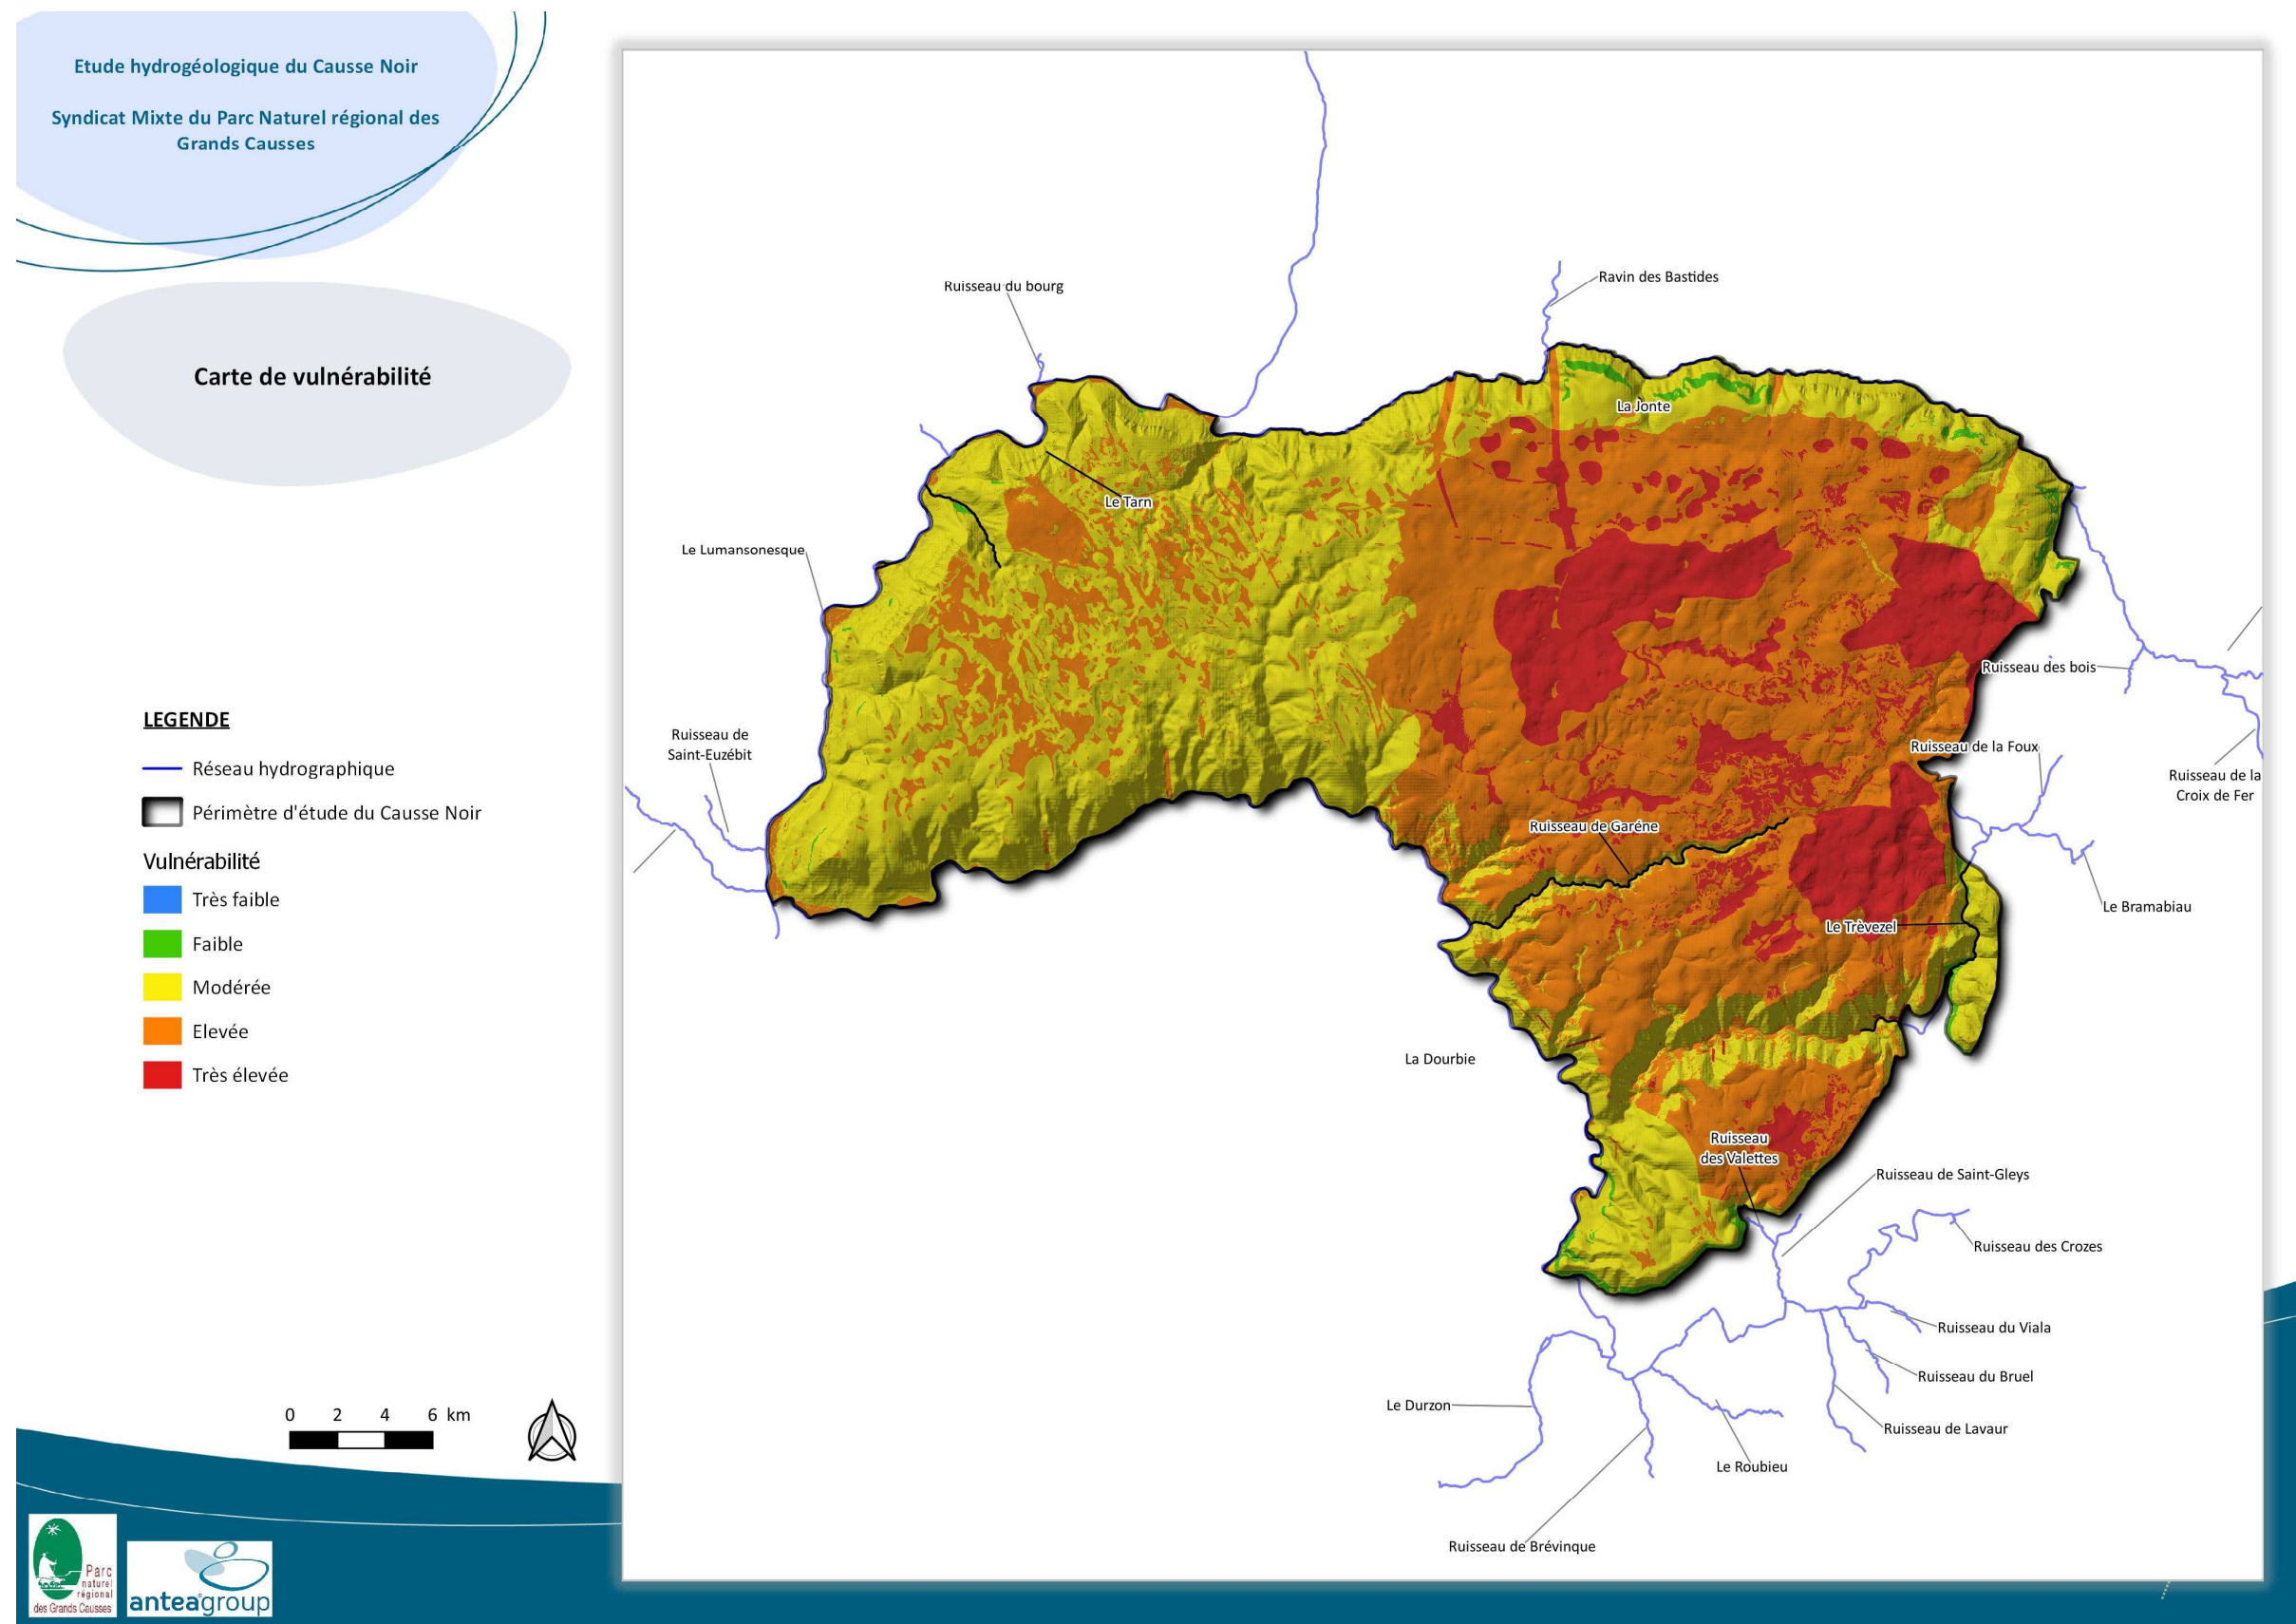 Etude hydrogéologique du Causse Noir
Syndicat Mixte du Parc Naturel régional des
Grands Causses
Carte de vulnérabilité
LEGENDE
Réseau hydrographique
Périmètre d'étude du Causse Noir
Vulnérabilité
Très faible
Faible
Modérée
Elevée
Très élevée
0 2 4 6 km
Parc
naturel
régional
des Grands Causses
anteagroup
Ruisseau du bourg
Ravin des Bastides
La Jonte
Le Tarn
Le Lumansonesque
Ruisseau des bois
Ruisseau de
Saint-Euzébit
Ruisseau de la Foux
Ruisseau de la
Croix de Fer
Ruisseau de Garéne
Le Bramabiau
Le Trèvezel
La Dourbie
Ruisseau
des Valettes
Ruisseau de Saint-Gleys
Ruisseau des Crozes
Ruisseau du Viala
Ruisseau du Bruel
Le Durzon
Ruisseau de Lavaur
Le Roubieu
Ruisseau de Brévinque